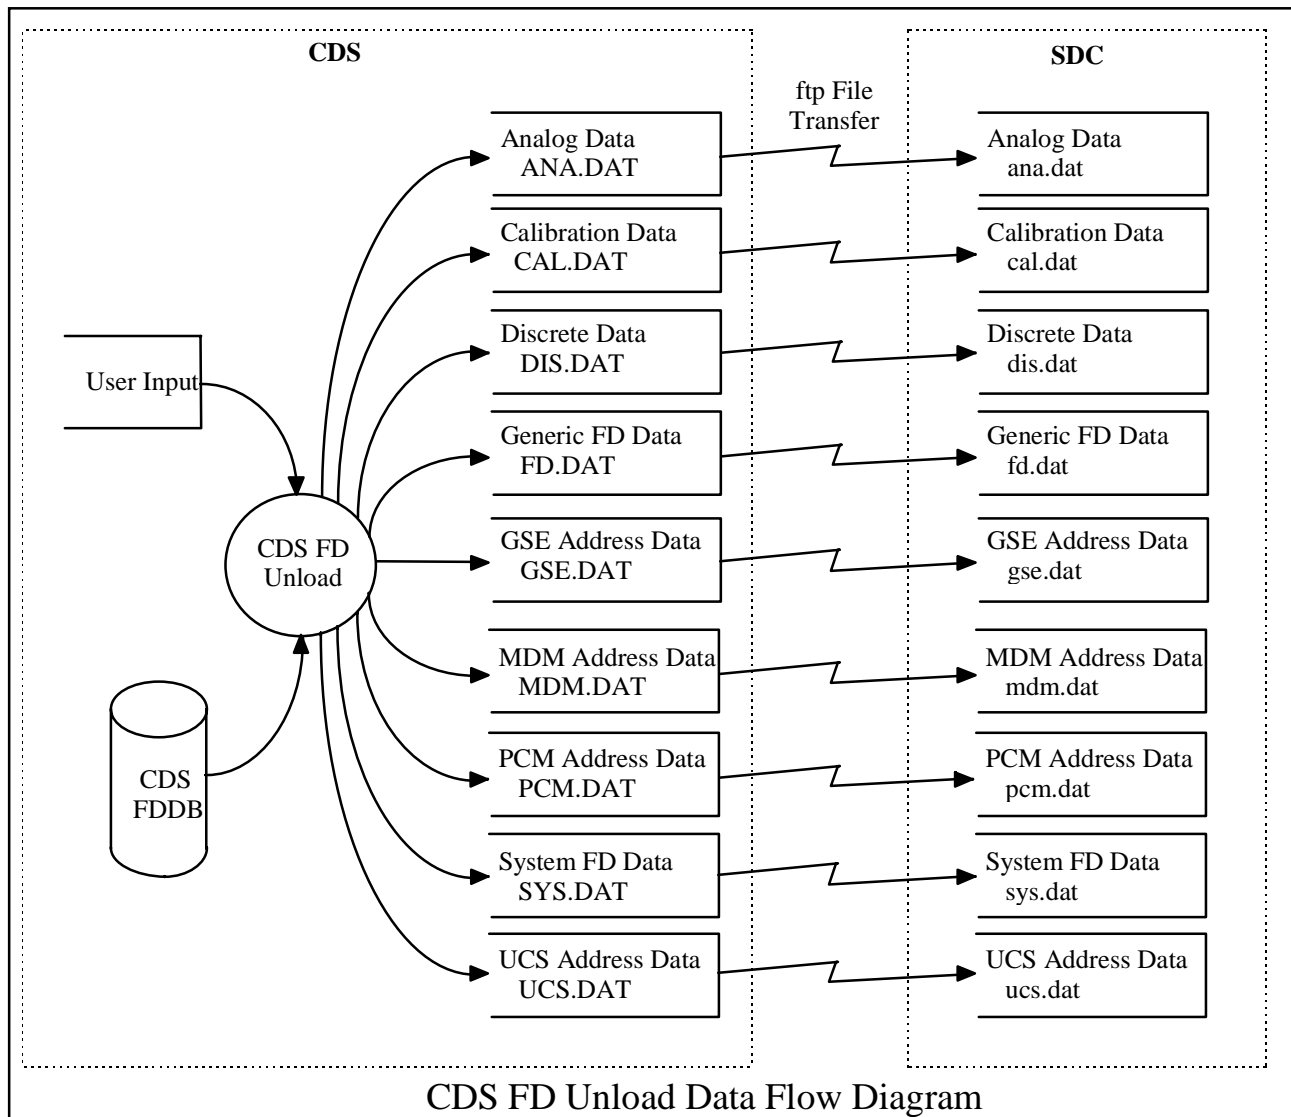 CDS
SDC
ftp File
Transfer
Analog Data
ANA.DAT
Analog Data
ana.dat
Calibration Data
CAL.DAT
Calibration Data
cal.dat
Discrete Data
DIS.DAT
Discrete Data
dis.dat
User Input
Generic FD Data
FD.DAT
Generic FD Data
fd.dat
CDS FD
Unload
GSE Address Data
GSE.DAT
GSE Address Data
gse.dat
MDM Address Data
MDM.DAT
MDM Address Data
mdm.dat
CDS
FDDB
PCM Address Data
PCM.DAT
PCM Address Data
pcm.dat
System FD Data
SYS.DAT
System FD Data
sys.dat
UCS Address Data
UCS.DAT
UCS Address Data
ucs.dat
CDS FD Unload Data Flow Diagram